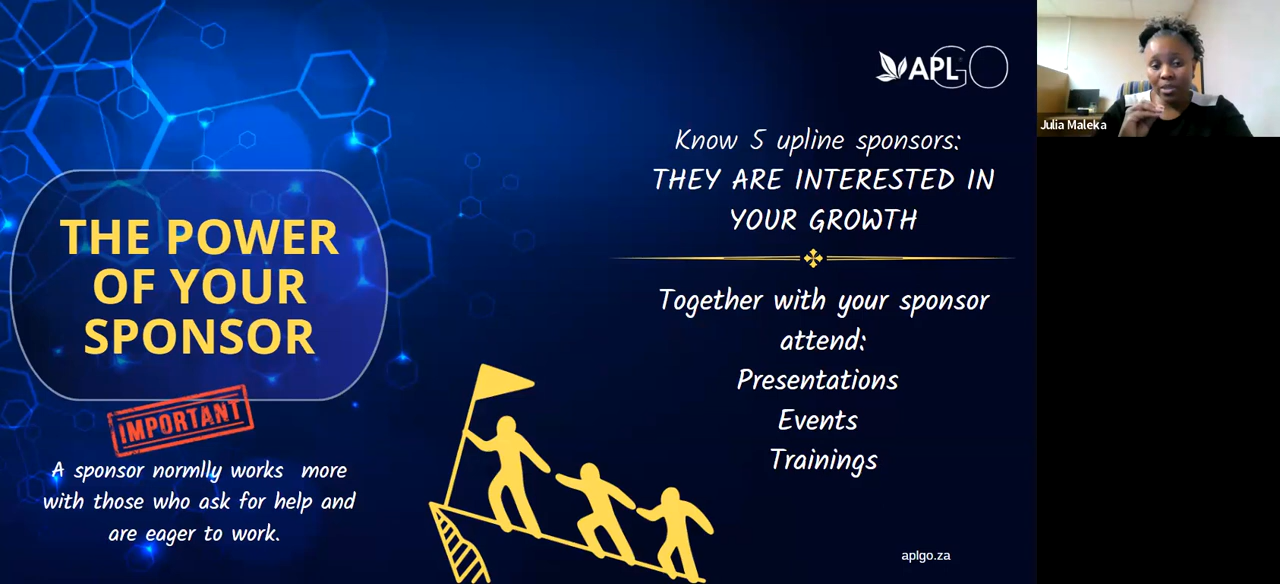 THE POWER
OF YOUR
SPONSOR
IMPORTANT
A sponsor normlly works more
with those who ask for help and
are eager to work.
APLGO
Know 5 upline sponsors:
THEY ARE INTERESTED IN
YOUR GROWTH
Together with your sponsor
attend:
Presentations
Events
Trainings
aplgo.za
Julia Maleka